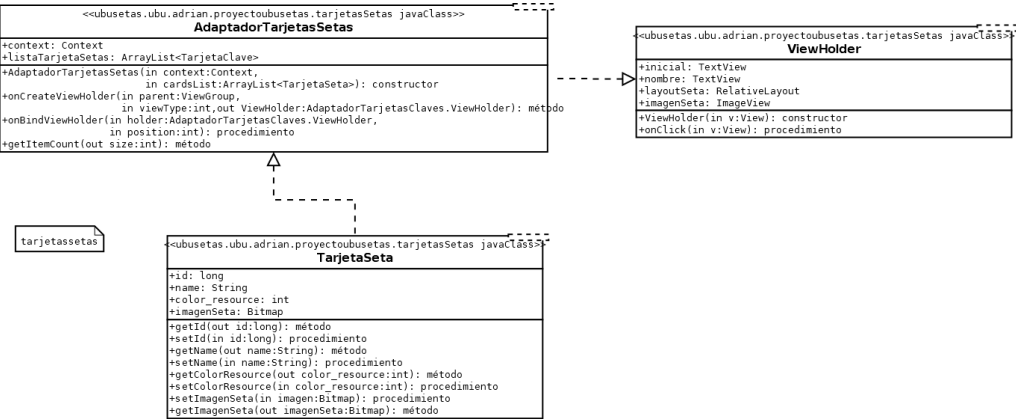 <<ubusetas.ubu.adrian.proyectoubusetas.tarjetasSetas javaClass>>
AdaptadorTarjetasSetas
+context: Context
+listaTarjetaSetas: ArrayList<TarjetaClave>
+AdaptadorTarjetasSetas(in context:Context,
in cardsList:ArrayList<TarjetaSeta>): constructor
+onCreateViewHolder(in parent:ViewGroup,
in viewType:int,out ViewHolder:AdaptadorTarjetasClaves.ViewHolder): método
+onBindViewHolder(in holder:AdaptadorTarjetasClaves.ViewHolder,
in position:int): procedimiento
+getItemCount(out size:int): método
<<ubusetas.ubu.adrian.proyectoubusetas.tarjetasSetas javaClass>>
ViewHolder
+inicial: TextView
+nombre: TextView
+layoutSeta: RelativeLayout
+imagenSeta: ImageView
+ViewHolder(in v:View): constructor
+onClick(in v:View): procedimiento
tarjetassetas
<<ubusetas.ubu.adrian.proyectoubusetas.tarjetasSetas javaClass>>
TarjetaSeta
+id: long
+name: String
+color_resource: int
+imagenSeta: Bitmap
+getId(out id:long): método
+setId(in id:long): procedimiento
+getName(out name:String): método
+setName(in name:String): procedimiento
+getColorResource(out color_resource:int): método
+setColorResource(in color_resource:int): procedimiento
+setImagenSeta(in imagen:Bitmap): procedimiento
+getImagenSeta(out imagenSeta:Bitmap): método